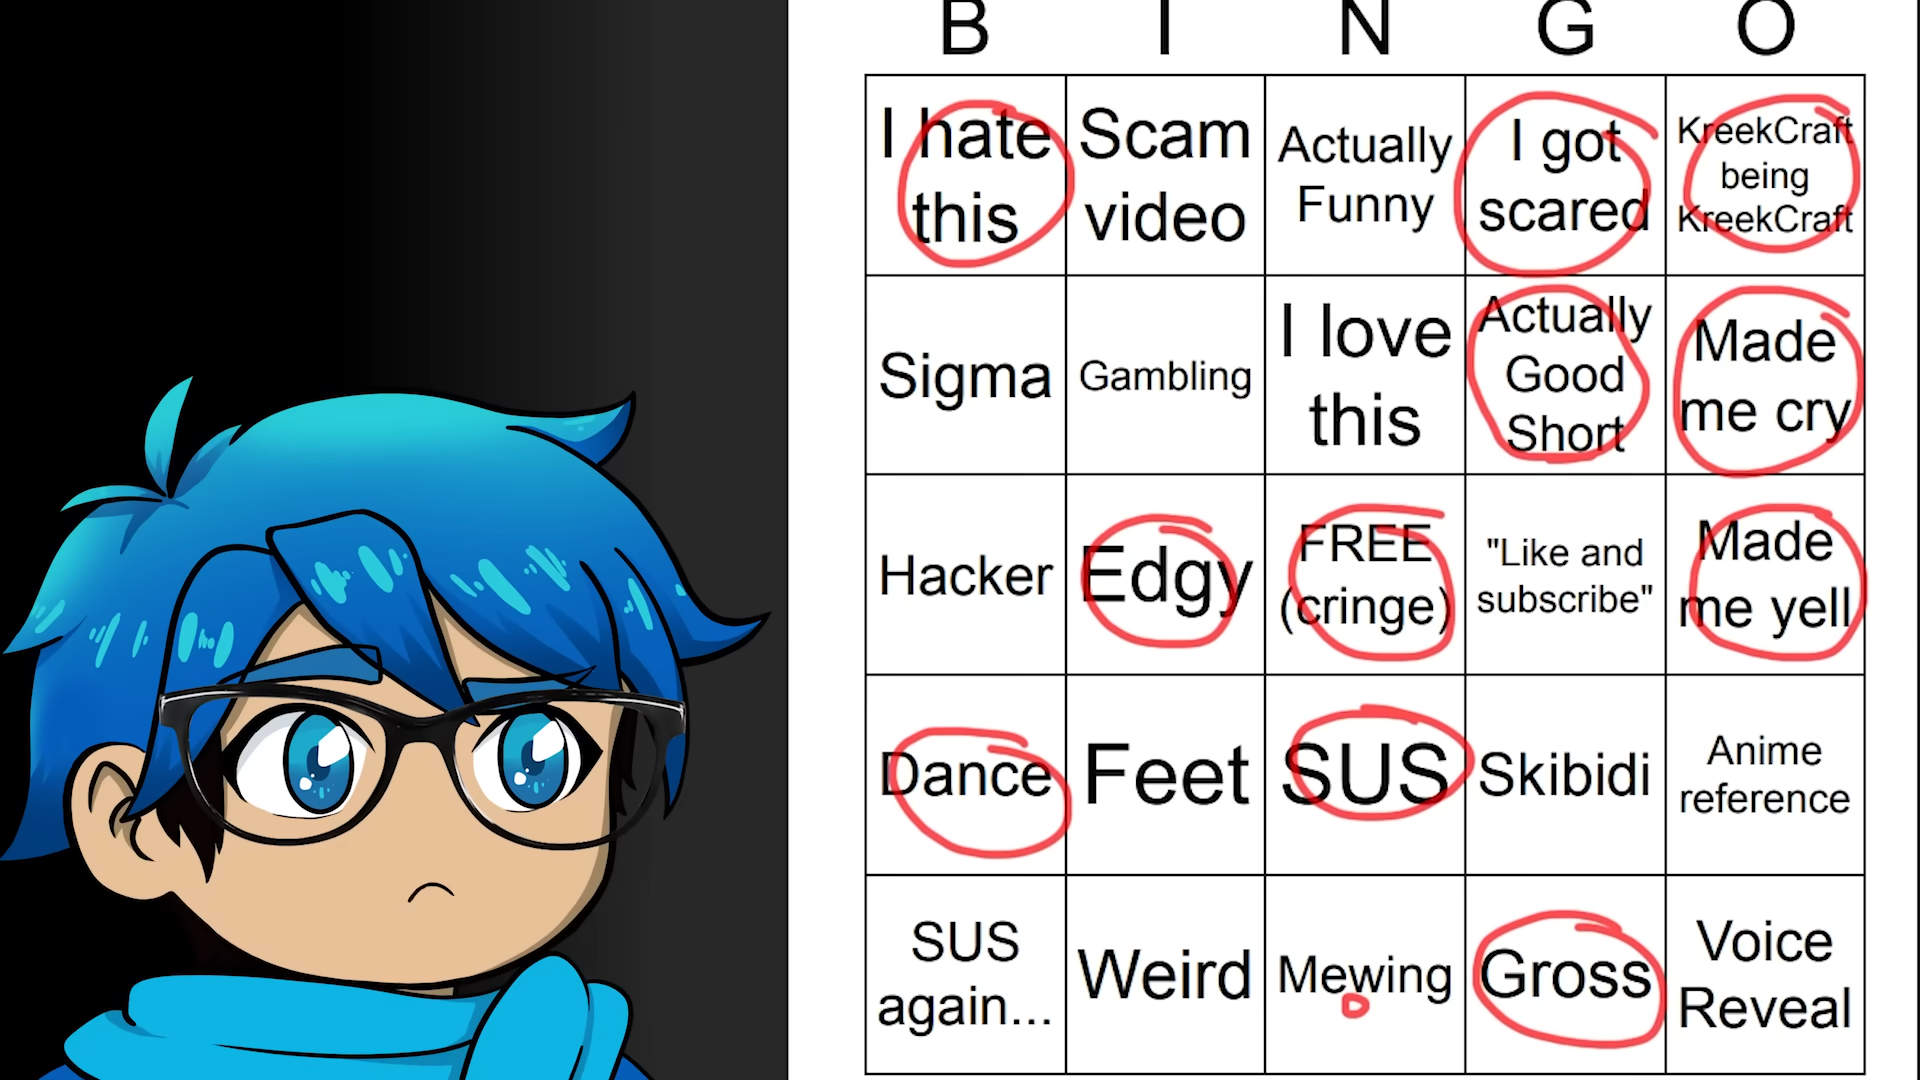 B I N G O
I hate
this
Scam
video
Actually
Funny
I got
scared
KreekCraft
being
KreekCraft
Sigma
Gambling
I love
this
Actually
Good
Short
Made
me cry
Hacker
Edgy
FREE
(cringe)
"Like and
subscribe"
Made
me yell
Dance
Feet
SUS
Skibidi
Anime
reference
SUS
again...
Weird
Mewing
Gross
Voice
Reveal